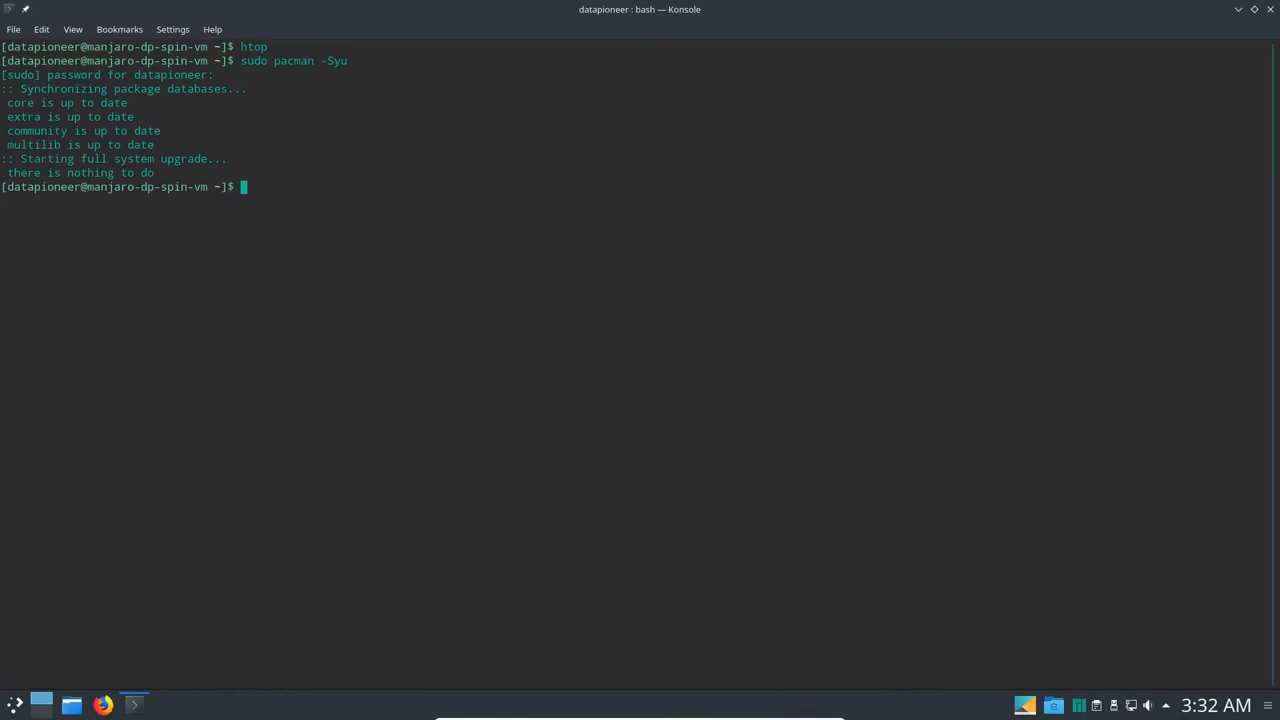 datapioneer : bash — Konsole
File Edit View Bookmarks Settings Help
[datapioneer@manjaro-dp-spin-vm ~]$ htop
[datapioneer@manjaro-dp-spin-vm ~]$ sudo pacman -Syu
[sudo] password for datapioneer:
:: Synchronizing package databases...
core is up to date
extra is up to date
community is up to date
multilib is up to date
:: Starting full system upgrade...
there is nothing to do
[datapioneer@manjaro-dp-spin-vm ~]$
3:32 AM